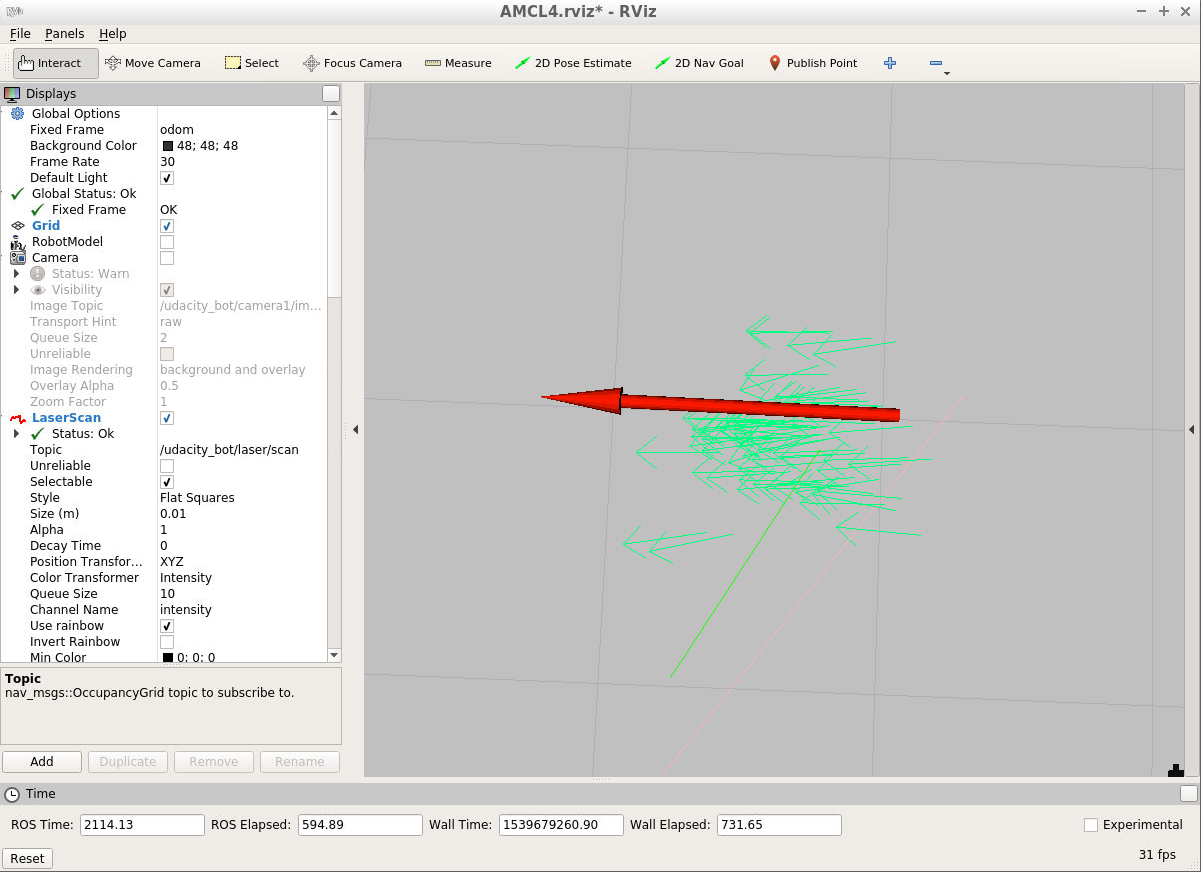 AMCL4.rviz* - RViz
File Panels Help
Interact Move Camera Select Focus Camera Measure 2D Pose Estimate 2D Nav Goal Publish Point
Displays
Global Options
Fixed Frame odom
Background Color 48; 48; 48
Frame Rate 30
Default Light
Global Status: Ok
Fixed Frame OK
Grid
RobotModel
Camera
Status: Warn
Visibility
Image Topic /udacity_bot/camera1/im...
Transport Hint raw
Queue Size 2
Unreliable
Image Rendering background and overlay
Overlay Alpha 0.5
Zoom Factor 1
LaserScan
Status: Ok
Topic /udacity_bot/laser/scan
Unreliable
Selectable
Style Flat Squares
Size (m) 0.01
Alpha 1
Decay Time 0
Position Transfor... XYZ
Color Transformer Intensity
Queue Size 10
Channel Name intensity
Use rainbow
Invert Rainbow
Min Color 0; 0; 0
Topic
nav_msgs::OccupancyGrid topic to subscribe to.
Add Duplicate Remove Rename
Time
ROS Time: 2114.13 ROS Elapsed: 594.89 Wall Time: 1539679260.90 Wall Elapsed: 731.65 Experimental
Reset 31 fps